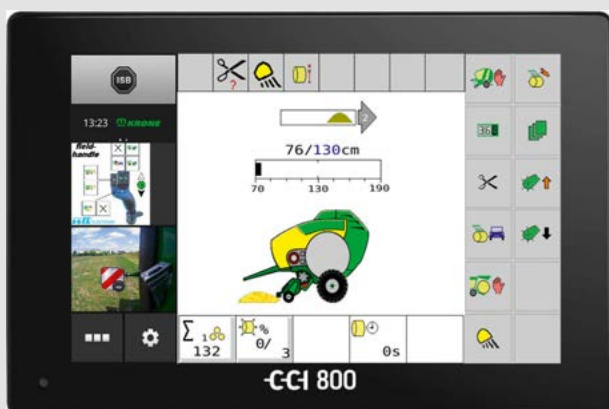 ISB
13:23 KRONE
field-
handle
?
2
76/130cm
70 130 190
36
Σ 1
132
%
0/
3
0s
CCI 800